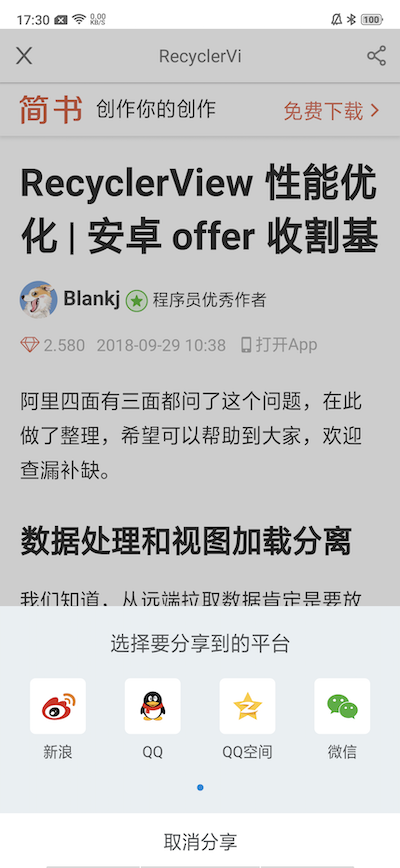 17:30 0.00 KB/S 100
RecyclerVi
简书 创作你的创作 免费下载
RecyclerView 性能优
化 | 安卓 offer 收割基
Blankj 程序员优秀作者
2.580 2018-09-29 10:38 打开App
阿里四面有三面都问了这个问题，在此
做了整理，希望可以帮助到大家，欢迎
查漏补缺。
数据处理和视图加载分离
我们知道，从远端拉取数据肯定是要放
选择要分享到的平台
新浪 QQ QQ空间 微信
取消分享